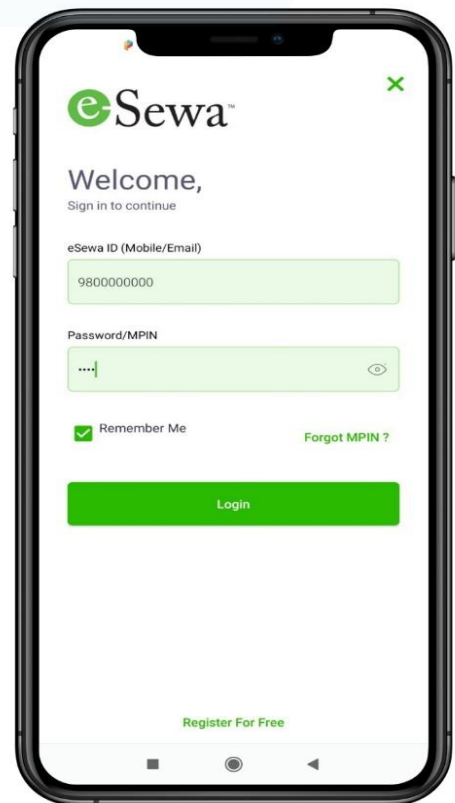 e-Sewa™
Welcome,
Sign in to continue
eSewa ID (Mobile/Email)
9800000000
Password/MPIN
••••
Remember Me
Forgot MPIN ?
Login
Register For Free